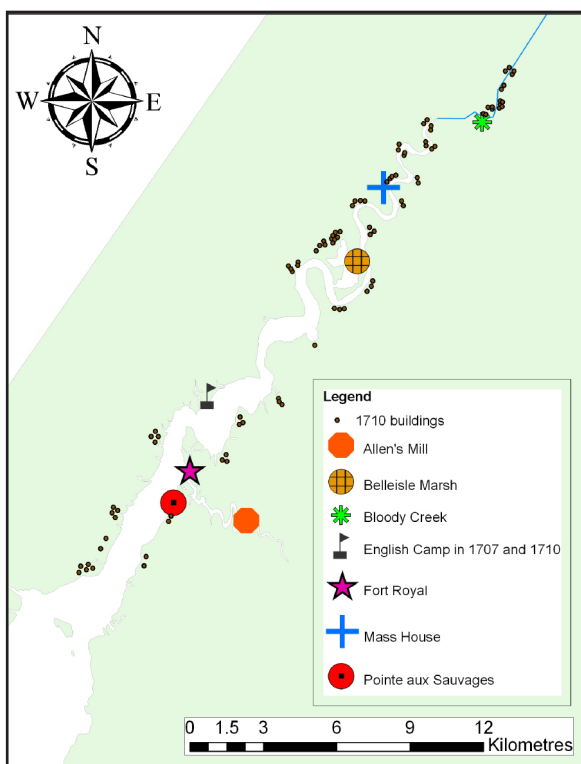 N
W E
S
Legend
1710 buildings
Allen's Mill
Belleisle Marsh
Bloody Creek
English Camp in 1707 and 1710
Fort Royal
Mass House
Pointe aux Sauvages
0 1.5 3 6 9 12
Kilometres